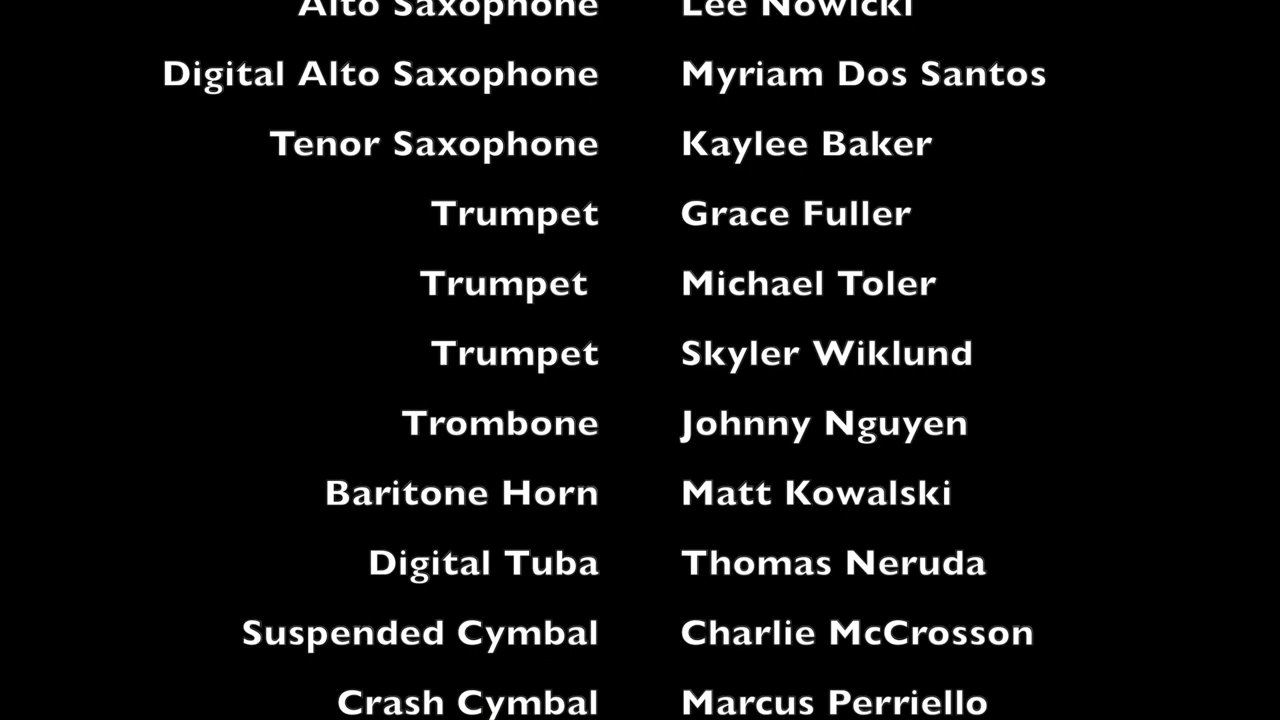 Alto Saxophone Lee Nowicki
Digital Alto Saxophone Myriam Dos Santos
Tenor Saxophone Kaylee Baker
Trumpet Grace Fuller
Trumpet Michael Toler
Trumpet Skyler Wiklund
Trombone Johnny Nguyen
Baritone Horn Matt Kowalski
Digital Tuba Thomas Neruda
Suspended Cymbal Charlie McCrosson
Crash Cymbal Marcus Perriello